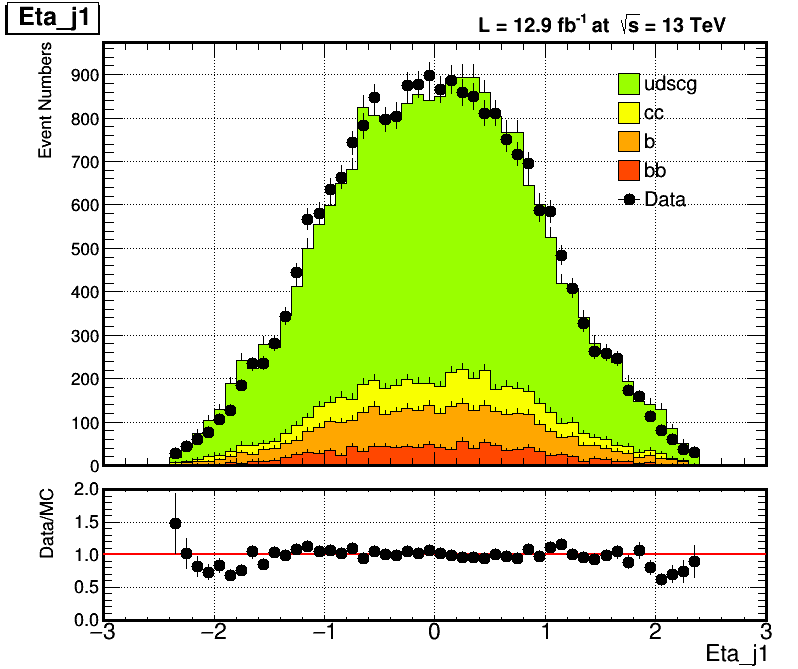 Eta_j1
L = 12.9 fb-1 at √s = 13 TeV
Event Numbers
900
800
700
600
500
400
300
200
100
0
udscg
cc
b
bb
Data
Data/MC
2.0
1.5
1.0
0.5
0.0
−3 −2 −1 0 1 2 3
Eta_j1